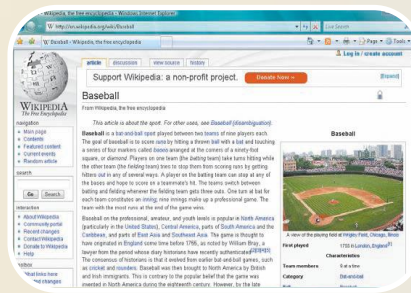 Wikipedia, the free encyclopedia - Windows Internet Explorer
W http://en.wikipedia.org/wiki/Baseball
Live Search
W Baseball - Wikipedia, the free encyclopedia
Page
Tools
Log in / create account
article
discussion
view source
history
Support Wikipedia: a non-profit project.
Donate Now
[Expand]
WIKIPEDIA
The Free Encyclopedia
Baseball
From Wikipedia, the free encyclopedia
navigation
Main page
Contents
Featured content
Current events
Random article
search
Go
Search
interaction
About Wikipedia
Community portal
Recent changes
Contact Wikipedia
Donate to Wikipedia
Help
toolbox
What links here
This article is about the sport. For other uses, see Baseball (disambiguation).
Baseball is a bat-and-ball sport played between two teams of nine players each.
The goal of baseball is to score runs by hitting a thrown ball with a bat and touching
a series of four markers called bases arranged at the corners of a ninety-foot
square, or diamond. Players on one team (the batting team) take turns hitting while
the other team (the fielding team) tries to stop them from scoring runs by getting
hitters out in any of several ways. A player on the batting team can stop at any of
the bases and hope to score on a teammate's hit. The teams switch between
batting and fielding whenever the fielding team gets three outs. One turn at bat for
each team constitutes an inning; nine innings make up a professional game. The
team with the most runs at the end of the game wins.
Baseball on the professional, amateur, and youth levels is popular in North America
(particularly in the United States), Central America, parts of South America and the
Caribbean, and parts of East Asia and Southeast Asia. The game is thought to
have originated in England some time before 1755, as noted by William Bray, a
lawyer from the period whose diary historians have recently authenticated.
The consensus of historians is that it evolved from earlier bat-and-ball games, such
as cricket and rounders. Baseball was then brought to North America by British
and Irish immigrants. This is contrary to the popular belief that the game was
invented in North America during the eighteenth century. However, by the late
Baseball
A view of the playing field at Wrigley Field, Chicago, Illinois
First played
1755 in London, England
Characteristics
Team members
9 at a time
Category
Bat-and-ball
Ball